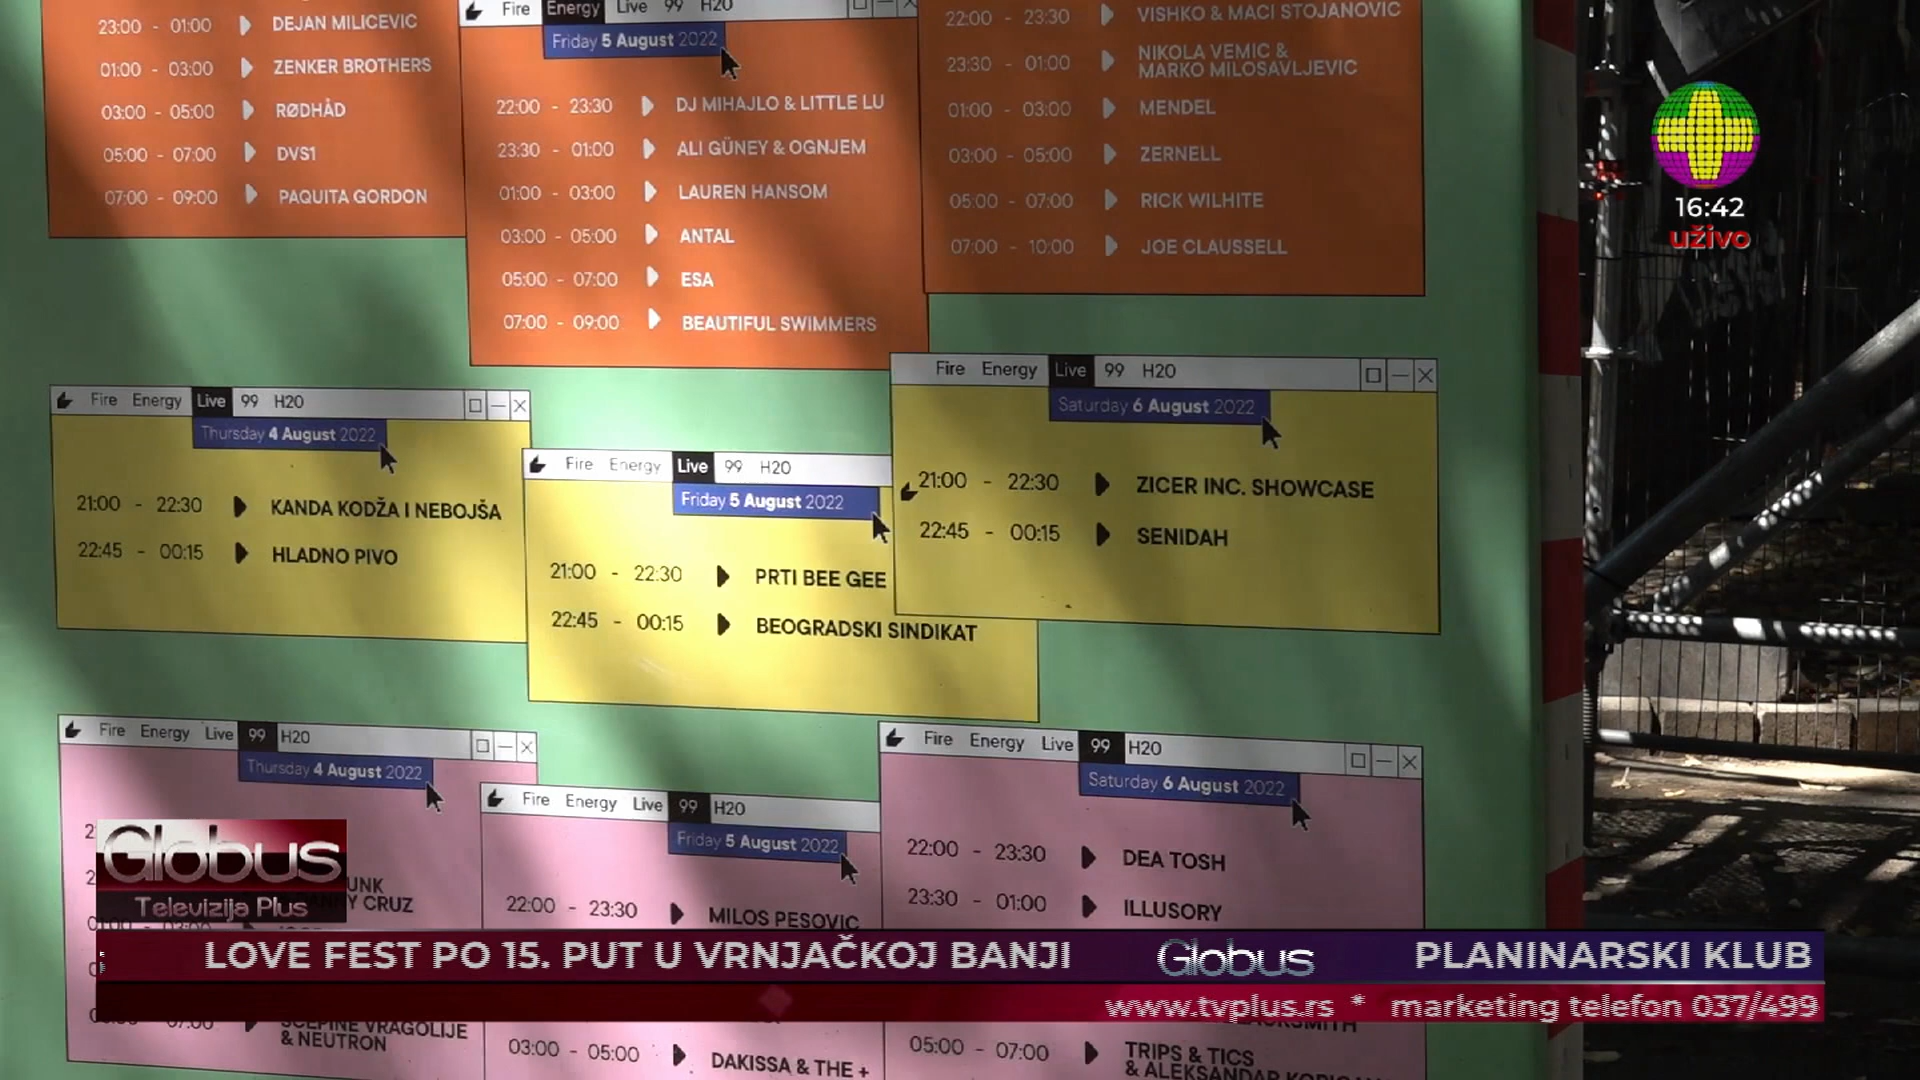 23:00 - 01:00 DEJAN MILICEVIC
01:00 - 03:00 ZENKER BROTHERS
03:00 - 05:00 RØDHÅD
05:00 - 07:00 DVS1
07:00 - 09:00 PAQUITA GORDON
Fire Energy Live 99 H20
Friday 5 August 2022
22:00 - 23:30 DJ MIHAJLO & LITTLE LU
23:30 - 01:00 ALI GÜNEY & OGNJEM
01:00 - 03:00 LAUREN HANSOM
03:00 - 05:00 ANTAL
05:00 - 07:00 ESA
07:00 - 09:00 BEAUTIFUL SWIMMERS
22:00 - 23:30 VISHKO & MACI STOJANOVIC
23:30 - 01:00 NIKOLA VEMIC &
MARKO MILOSAVLJEVIC
01:00 - 03:00 MENDEL
03:00 - 05:00 ZERNELL
05:00 - 07:00 RICK WILHITE
07:00 - 10:00 JOE CLAUSSELL
16:42
uživo
Fire Energy Live 99 H20
Thursday 4 August 2022
21:00 - 22:30 KANDA KODŽA I NEBOJŠA
22:45 - 00:15 HLADNO PIVO
Fire Energy Live 99 H20
Friday 5 August 2022
21:00 - 22:30 PRTI BEE GEE
22:45 - 00:15 BEOGRADSKI SINDIKAT
Fire Energy Live 99 H20
Saturday 6 August 2022
21:00 - 22:30 ZICER INC. SHOWCASE
22:45 - 00:15 SENIDAH
Fire Energy Live 99 H20
Thursday 4 August 2022
CRUZ
07:00 SCEPINE VRAGOLIJE
& NEUTRON
Fire Energy Live 99 H20
Friday 5 August 2022
22:00 - 23:30 MILOS PESOVIC
03:00 - 05:00 DAKISSA & THE +
Fire Energy Live 99 H20
Saturday 6 August 2022
22:00 - 23:30 DEA TOSH
23:30 - 01:00 ILLUSORY
05:00 - 07:00 TRIPS & TICS
Globus
Televizija Plus
LOVE FEST PO 15. PUT U VRNJAČKOJ BANJI Globus PLANINARSKI KLUB
www.tvplus.rs * marketing telefon 037/499